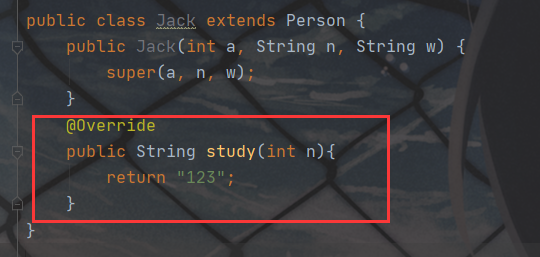 public class Jack extends Person {
    public Jack(int a, String n, String w) {
        super(a, n, w);
    }
    @Override
    public String study(int n){
        return "123";
    }
}